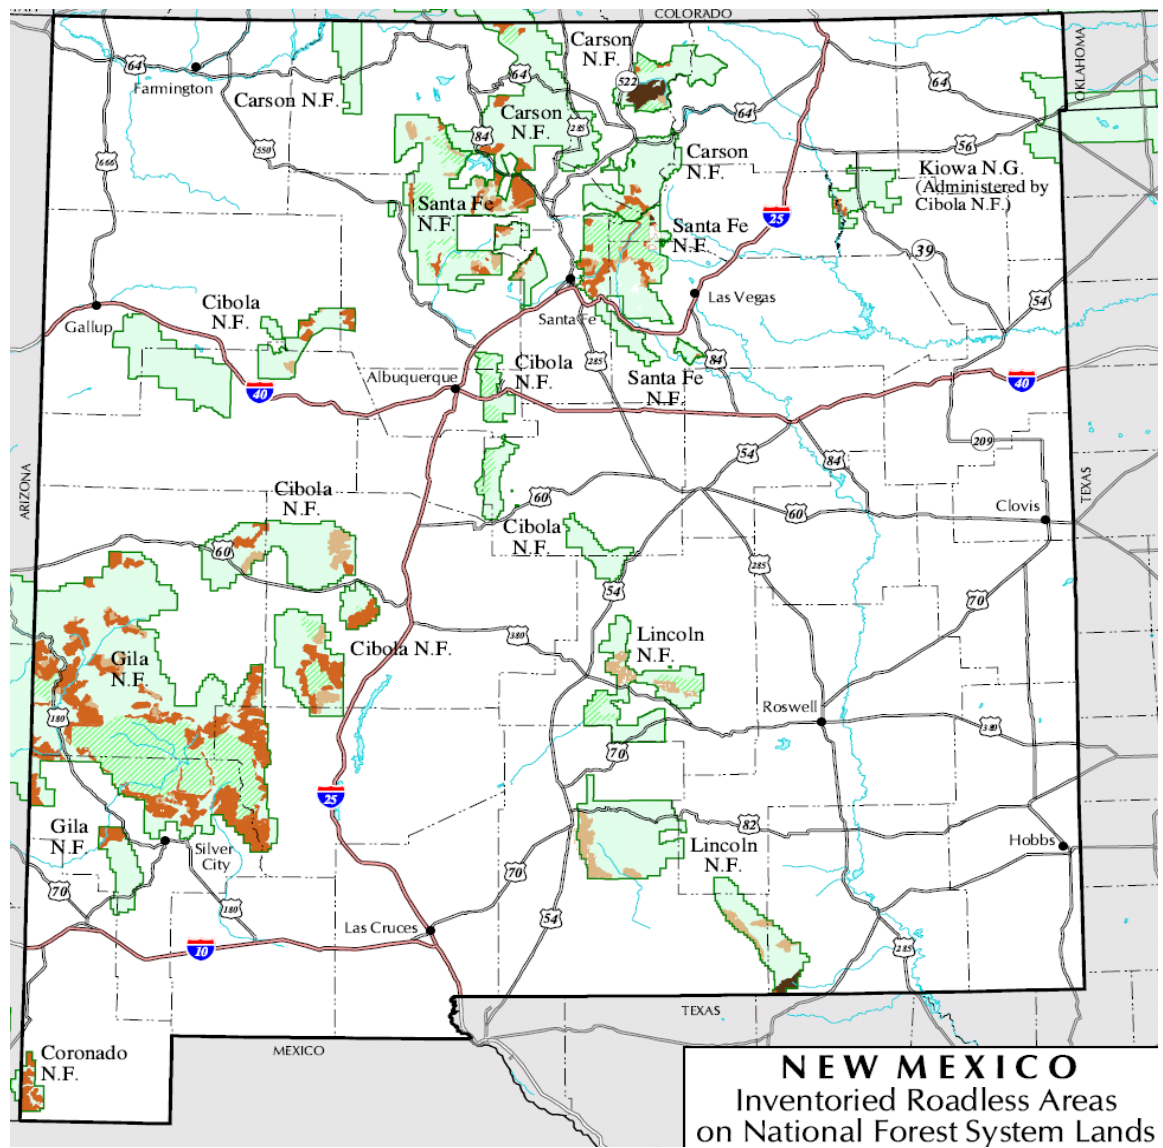 COLORADO
OKLAHOMA
64
Farmington
Carson N.F.
666
550
84
64
285
Carson
N.F.
Carson
N.F.
522
64
64
56
Carson
N.F.
Kiowa N.G.
(Administered by
Cibola N.F.)
25
39
54
Santa Fe
N.F.
Santa Fe
N.F.
Las Vegas
Santa Fe
Gallup
Cibola
N.F.
40
Albuquerque
Cibola
N.F.
285
Santa Fe
N.F.
84
40
209
54
84
ARIZONA
TEXAS
Cibola
N.F.
60
60
Cibola
N.F.
60
Clovis
285
54
70
380
Lincoln
N.F.
Cibola N.F.
Gila
N.F.
180
Roswell
380
70
25
Gila
N.F.
Silver
City
82
Lincoln
N.F.
Hobbs
70
70
180
54
Las Cruces
10
285
TEXAS
MEXICO
Coronado
N.F.
NEW MEXICO
Inventoried Roadless Areas
on National Forest System Lands